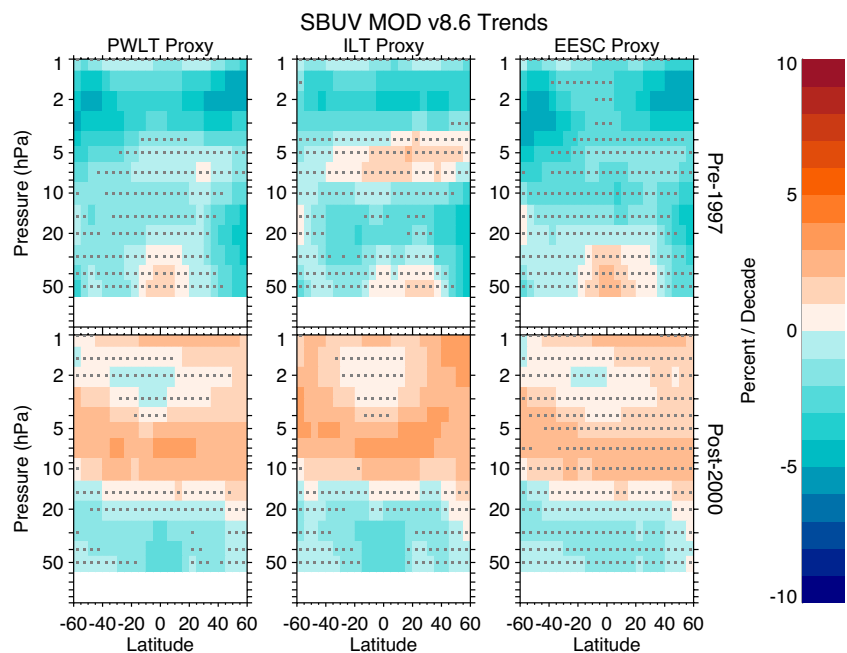 SBUV MOD v8.6 Trends
PWLT Proxy ILT Proxy EESC Proxy
Pressure (hPa)
1
2
5
10
20
50
Pre-1997
Pressure (hPa)
1
2
5
10
20
50
Post-2000
-60 -40 -20 0 20 40 60
-60 -40 -20 0 20 40 60
-60 -40 -20 0 20 40 60
Latitude Latitude Latitude
10
5
0
-5
-10
Percent / Decade